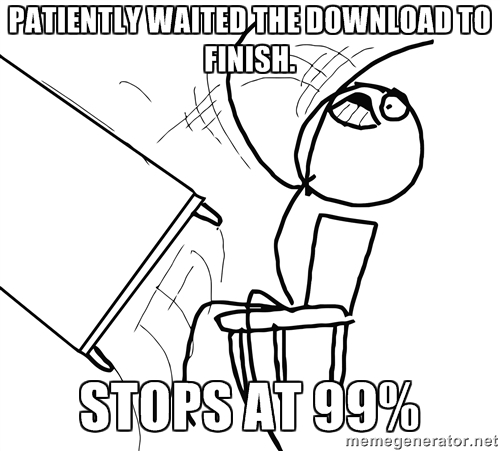 PATIENTLY WAITED THE DOWNLOAD TO
FINISH.
STOPS AT 99%
memegenerator.net